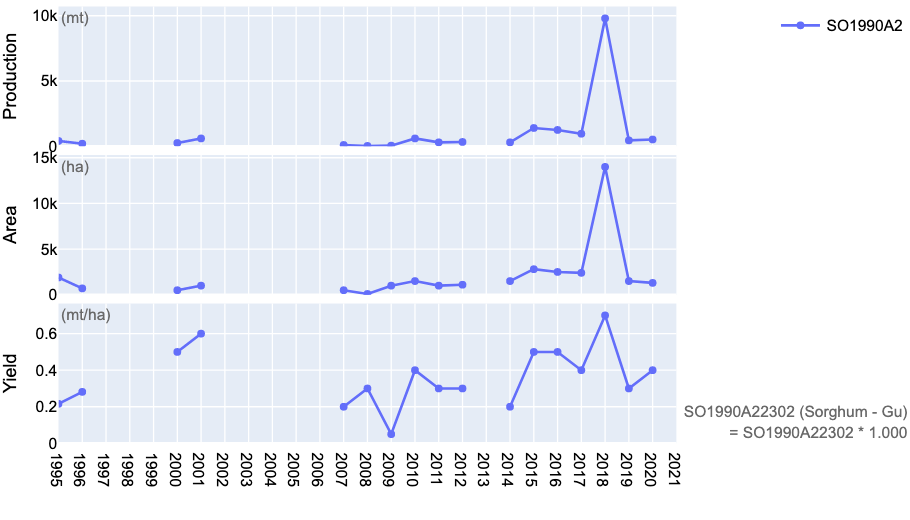 10k
(mt)
5k
0
Production
SO1990A2
15k
(ha)
10k
5k
0
Area
(mt/ha)
0.6
0.4
0.2
0
Yield
SO1990A22302 (Sorghum - Gu)
= SO1990A22302 * 1.000
1995
1996
1997
1998
1999
2000
2001
2002
2003
2004
2005
2006
2007
2008
2009
2010
2011
2012
2013
2014
2015
2016
2017
2018
2019
2020
2021